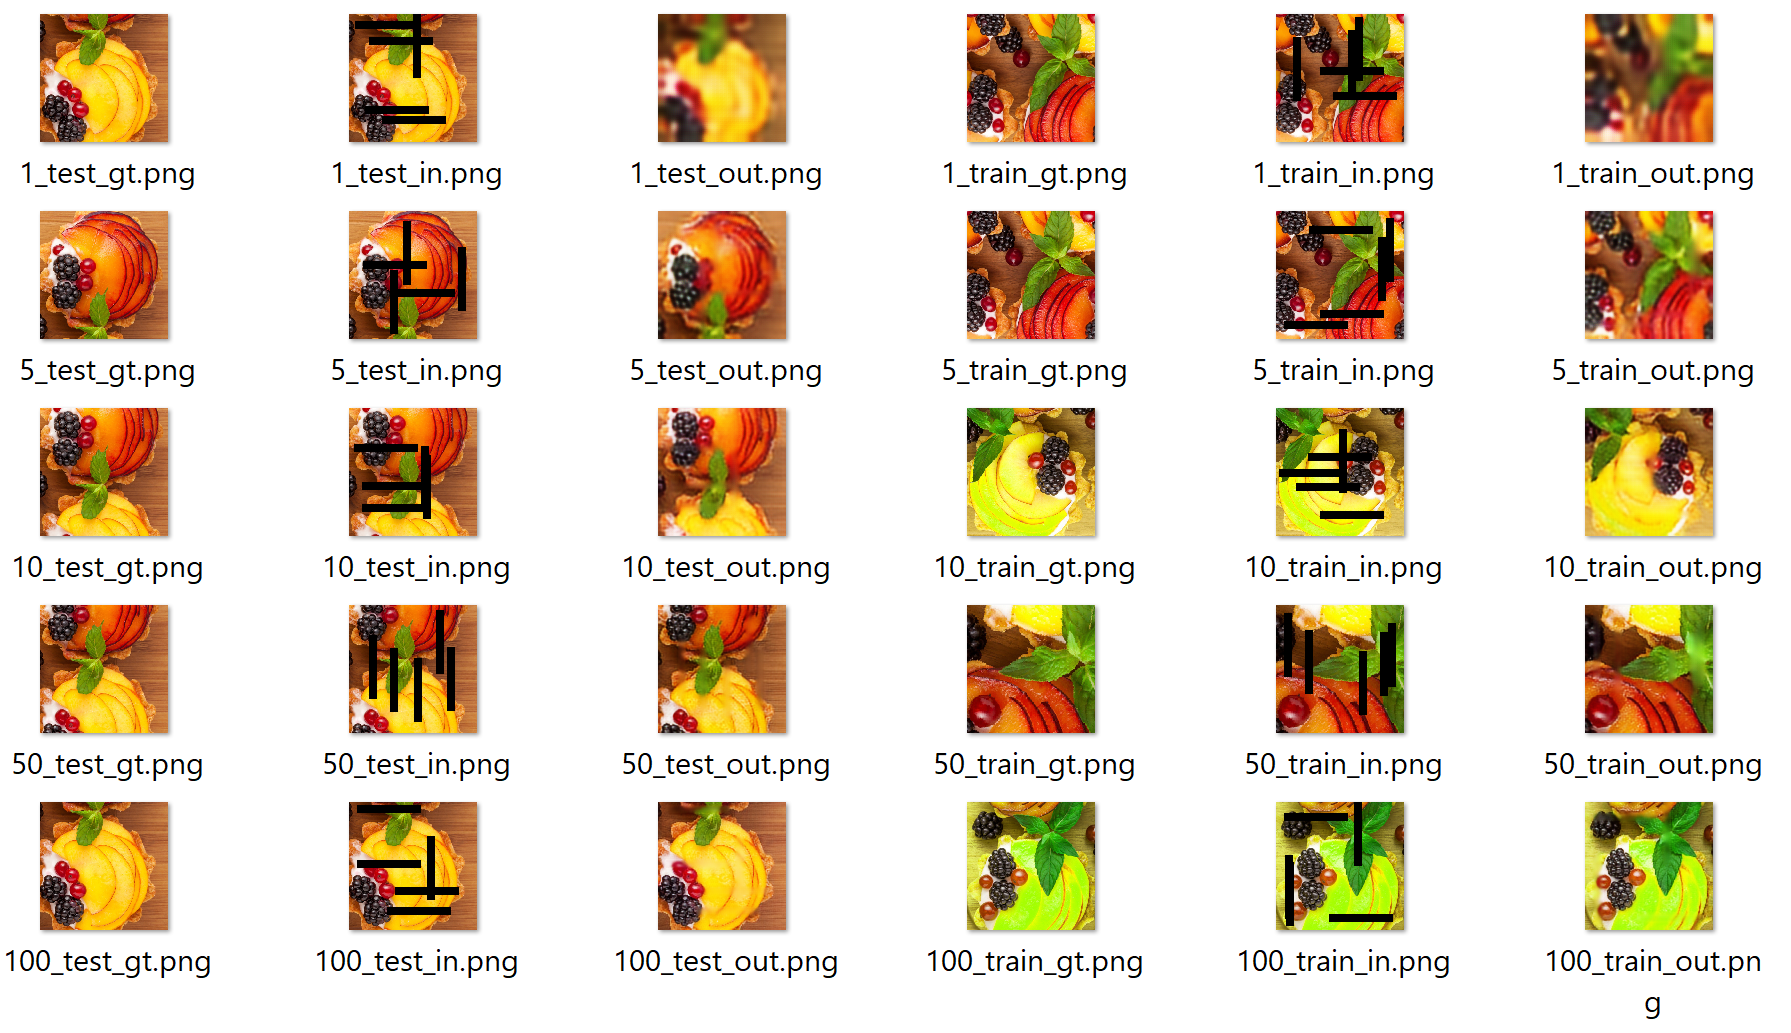 1_test_gt.png
1_test_in.png
1_test_out.png
1_train_gt.png
1_train_in.png
1_train_out.png
5_test_gt.png
5_test_in.png
5_test_out.png
5_train_gt.png
5_train_in.png
5_train_out.png
10_test_gt.png
10_test_in.png
10_test_out.png
10_train_gt.png
10_train_in.png
10_train_out.png
50_test_gt.png
50_test_in.png
50_test_out.png
50_train_gt.png
50_train_in.png
50_train_out.png
100_test_gt.png
100_test_in.png
100_test_out.png
100_train_gt.png
100_train_in.png
100_train_out.pn
g